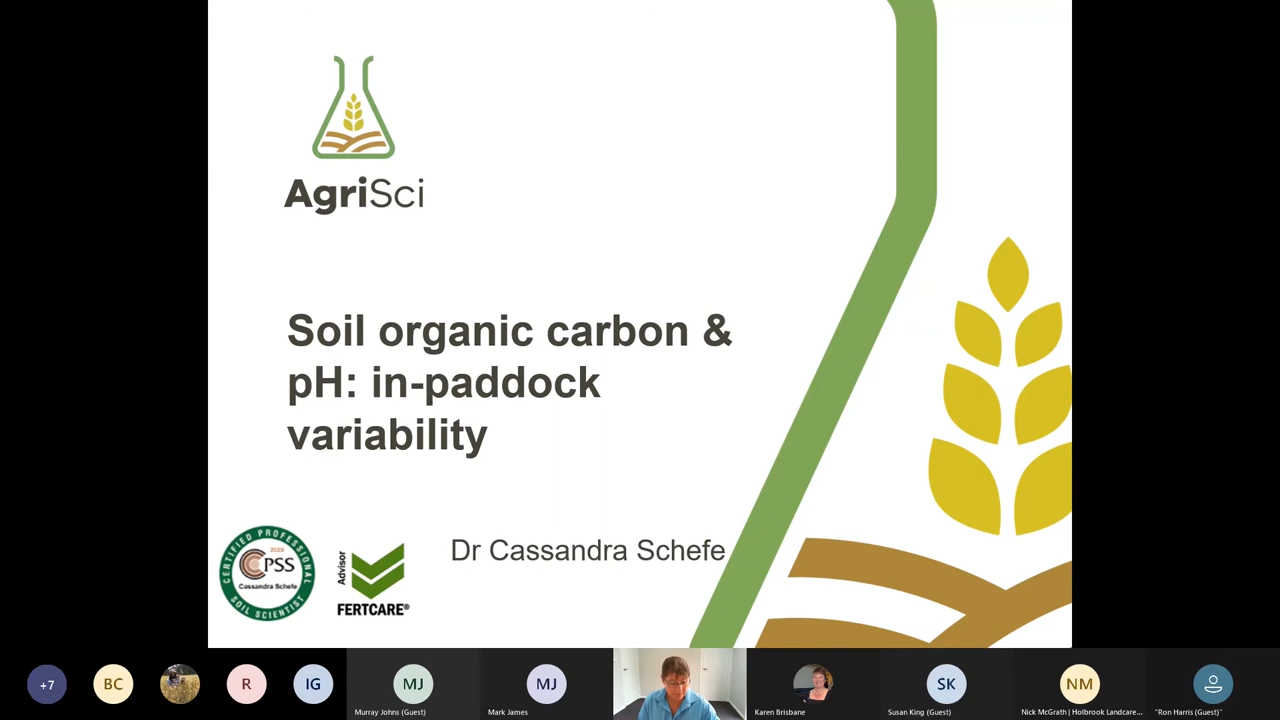 AgriSci
Soil organic carbon &
pH: in-paddock
variability
Dr Cassandra Schefe
CERTIFIED PROFESSIONAL
2020
CPSS
Cassandra Schefe
SOIL SCIENTIST
Advisor
FERTCARE®
+7
BC
R
IG
MJ
Murray Johns (Guest)
MJ
Mark James
Karen Brisbane
SK
Susan King (Guest)
NM
Nick McGrath | Holbrook Landcare...
"Ron Harris (Guest)"